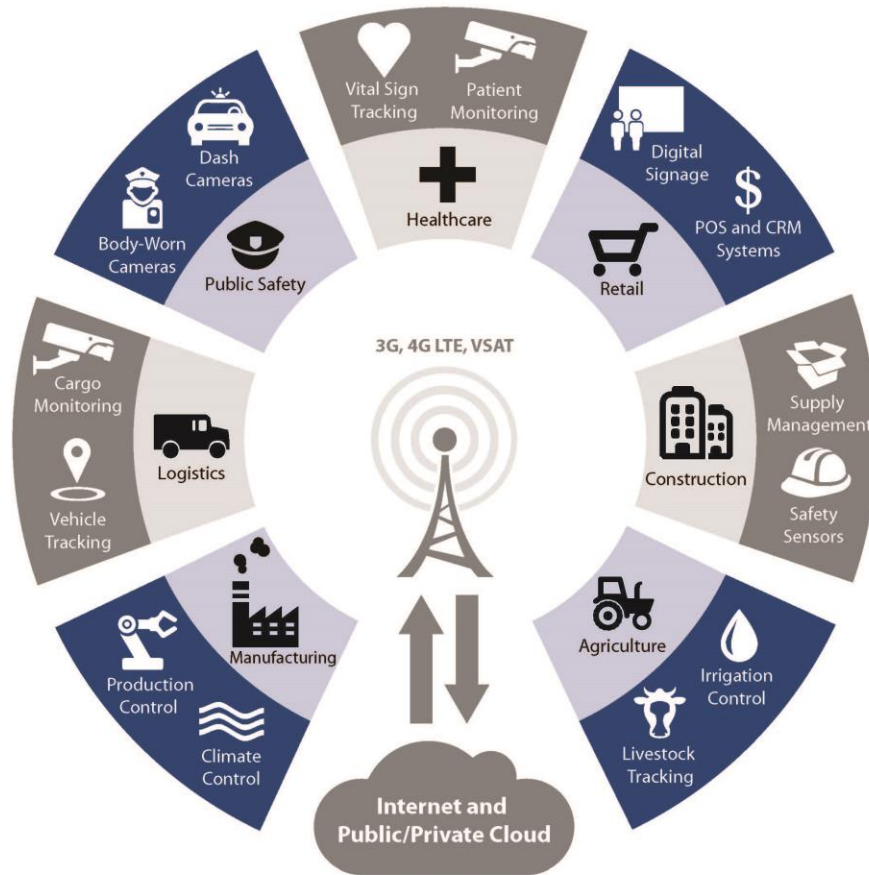 Vital Sign
Tracking
Patient
Monitoring
Healthcare
Dash
Cameras
Body-Worn
Cameras
Public Safety
Digital
Signage
POS and CRM
Systems
Retail
3G, 4G LTE, VSAT
Cargo
Monitoring
Vehicle
Tracking
Logistics
Supply
Management
Safety
Sensors
Construction
Manufacturing
Production
Control
Climate
Control
Agriculture
Irrigation
Control
Livestock
Tracking
Internet and
Public/Private Cloud